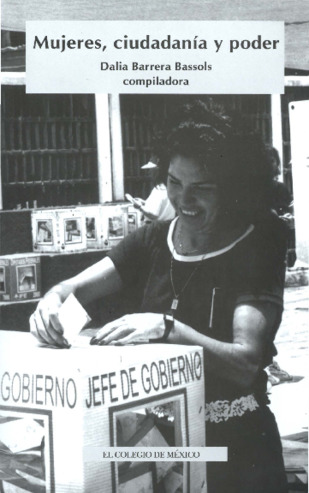 Mujeres, ciudadanía y poder
Dalia Barrera Bassols
compiladora
GOBIERNO
JEFE DE GOBIERNO
EL COLEGIO DE MÉXICO